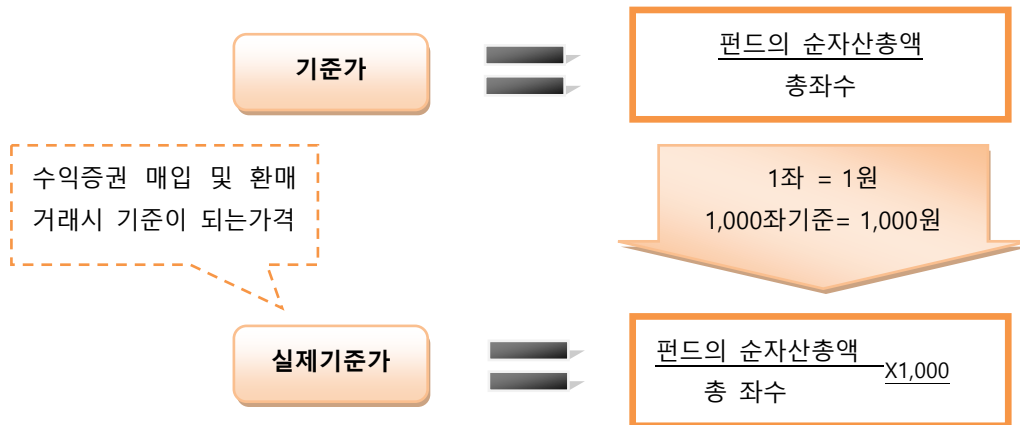 기준가
펀드의 순자산총액
총좌수
수익증권 매입 및 환매
거래시 기준이 되는가격
1좌 = 1원
1,000좌기준= 1,000원
실제기준가
펀드의 순자산총액
X1,000
총 좌수